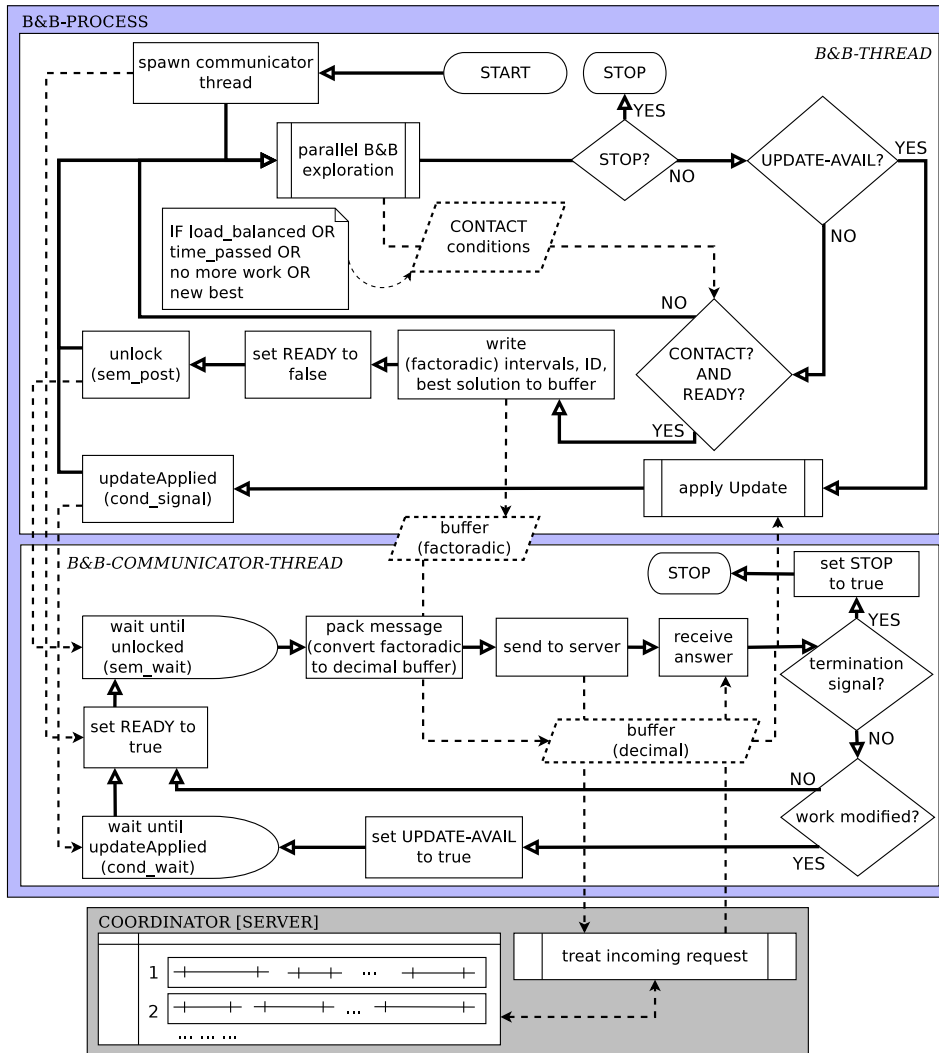 B&B-PROCESS
B&B-THREAD
spawn communicator
thread
START
STOP
YES
parallel B&B
exploration
STOP?
NO
UPDATE-AVAIL?
YES
NO
IF load_balanced OR
time_passed OR
no more work OR
new best
CONTACT
conditions
NO
unlock
(sem_post)
set READY to
false
write
(factoradic) intervals, ID,
best solution to buffer
CONTACT?
AND
READY?
YES
updateApplied
(cond_signal)
apply Update
buffer
(factoradic)
B&B-COMMUNICATOR-THREAD
STOP
set STOP
to true
YES
wait until
unlocked
(sem_wait)
pack message
(convert factoradic
to decimal buffer)
send to server
receive
answer
termination
signal?
set READY to
true
buffer
(decimal)
NO
NO
wait until
updateApplied
(cond_wait)
set UPDATE-AVAIL
to true
work modified?
YES
COORDINATOR [SERVER]
1
...
2
...
... ... ...
treat incoming request